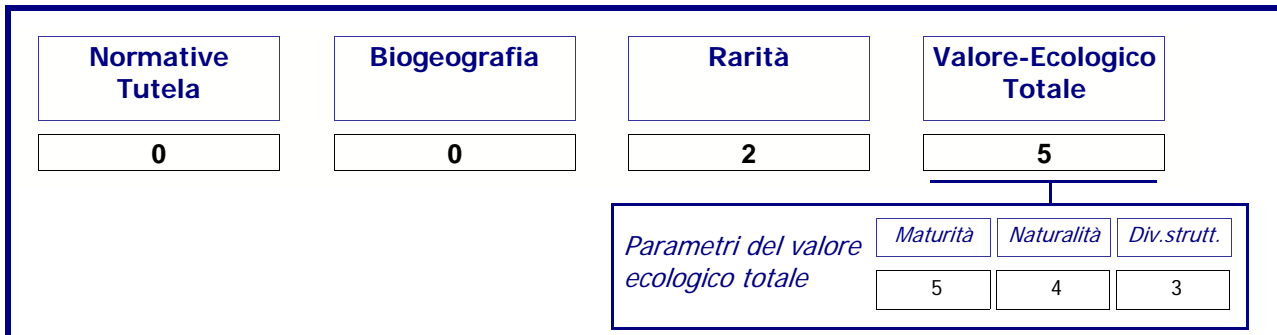 Normative
Tutela
Biogeografia
Rarità
Valore-Ecologico
Totale
0
0
2
5
Parametri del valore
ecologico totale
Maturità
Naturalità
Div.strutt.
5
4
3